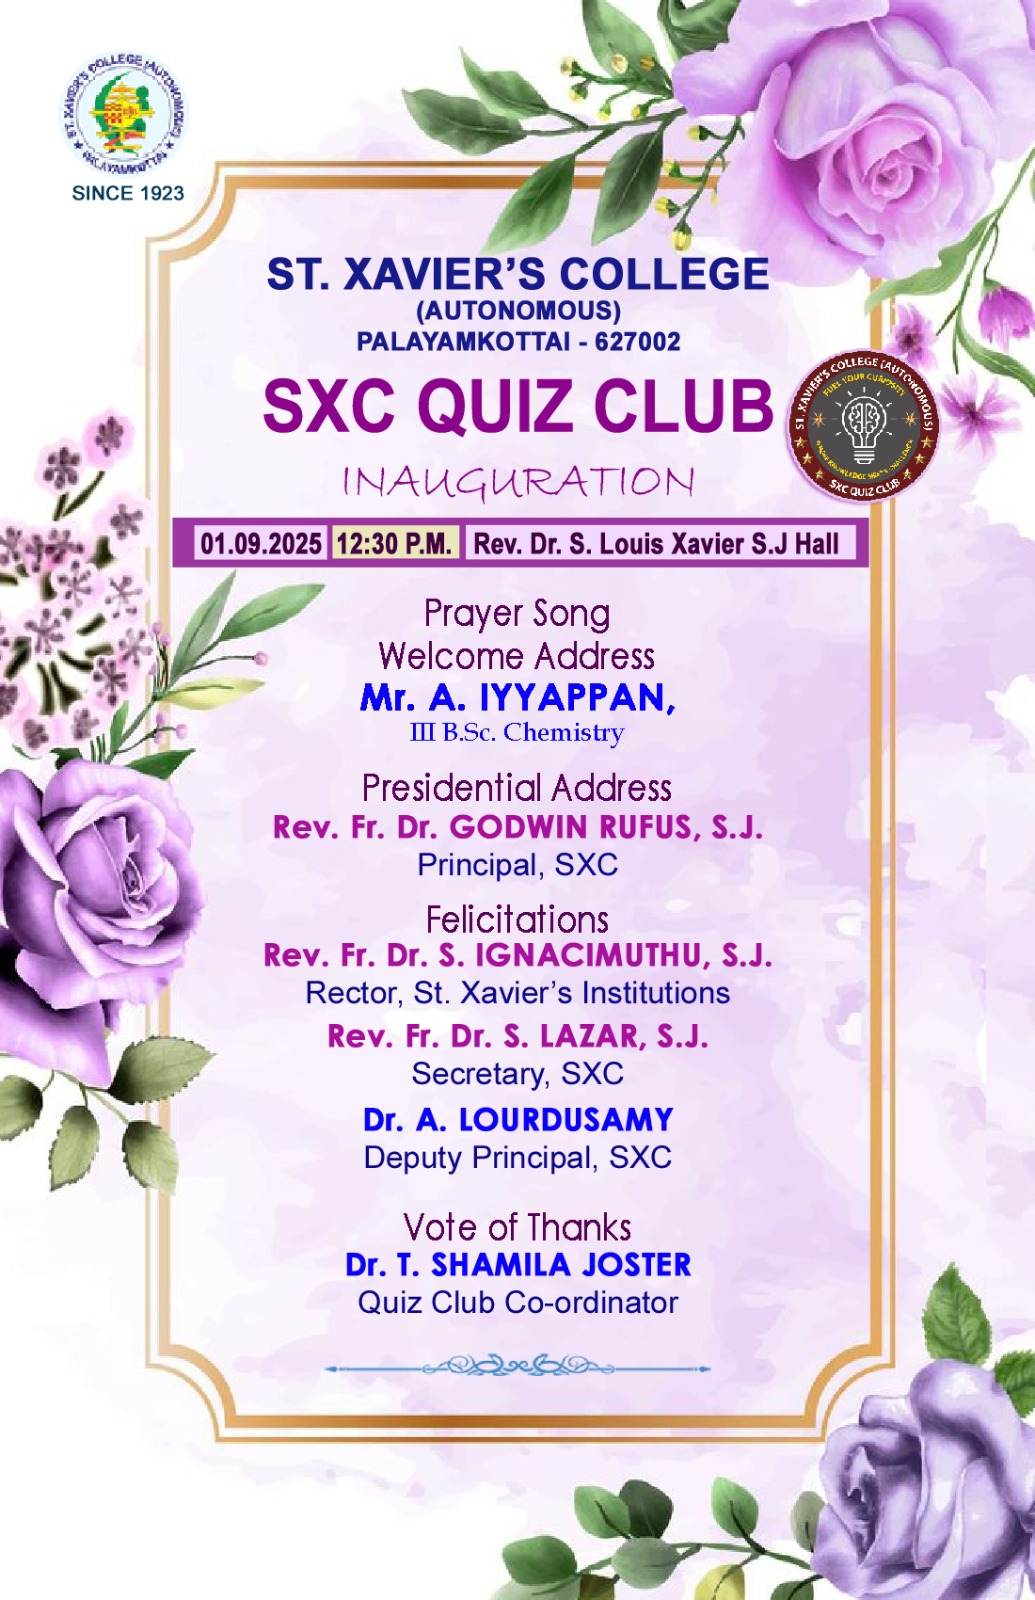 ST. XAVIER'S COLLEGE (AUTONOMOUS)
PALAYAMKOTTAI
SINCE 1923
ST. XAVIER’S COLLEGE
(AUTONOMOUS)
PALAYAMKOTTAI - 627002
SXC QUIZ CLUB
ST. XAVIER'S COLLEGE (AUTONOMOUS)
FUEL YOUR CURIOSITY
SXC QUIZ CLUB
INAUGURATION
01.09.2025 12:30 P.M. Rev. Dr. S. Louis Xavier S.J Hall
Prayer Song
Welcome Address
Mr. A. IYYAPPAN,
III B.Sc. Chemistry
Presidential Address
Rev. Fr. Dr. GODWIN RUFUS, S.J.
Principal, SXC
Felicitations
Rev. Fr. Dr. S. IGNACIMUTHU, S.J.
Rector, St. Xavier’s Institutions
Rev. Fr. Dr. S. LAZAR, S.J.
Secretary, SXC
Dr. A. LOURDUSAMY
Deputy Principal, SXC
Vote of Thanks
Dr. T. SHAMILA JOSTER
Quiz Club Co-ordinator